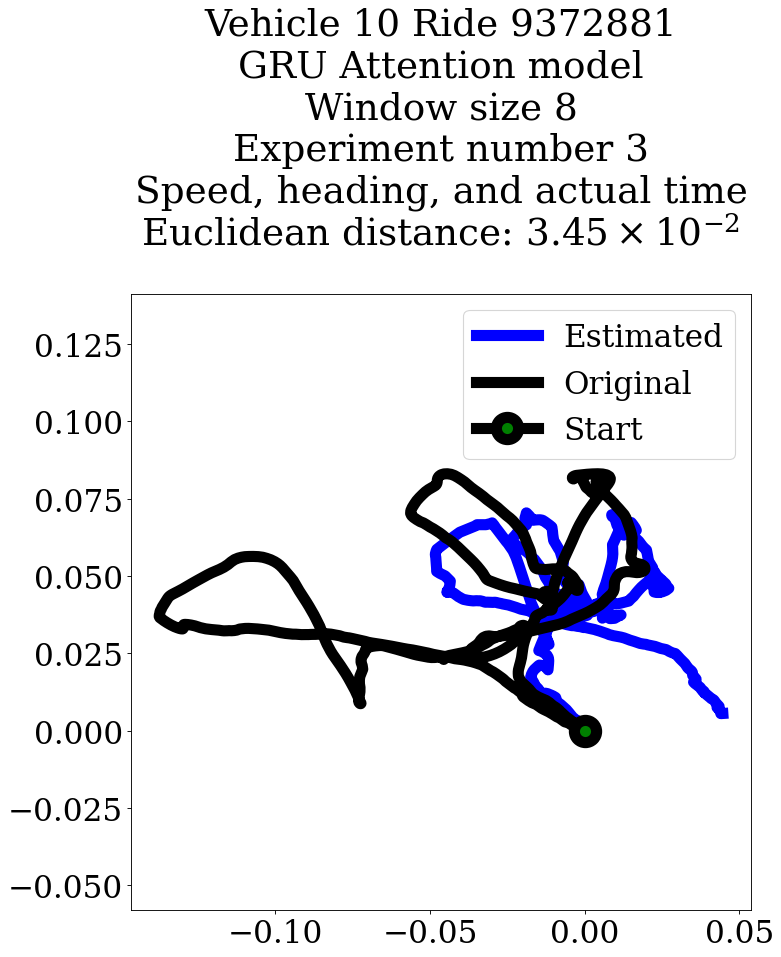 Vehicle 10 Ride 9372881
GRU Attention model
Window size 8
Experiment number 3
Speed, heading, and actual time
Euclidean distance: 3.45 × 10⁻²
Estimated
Original
Start
0.125
0.100
0.075
0.050
0.025
0.000
−0.025
−0.050
−0.10
−0.05
0.00
0.05